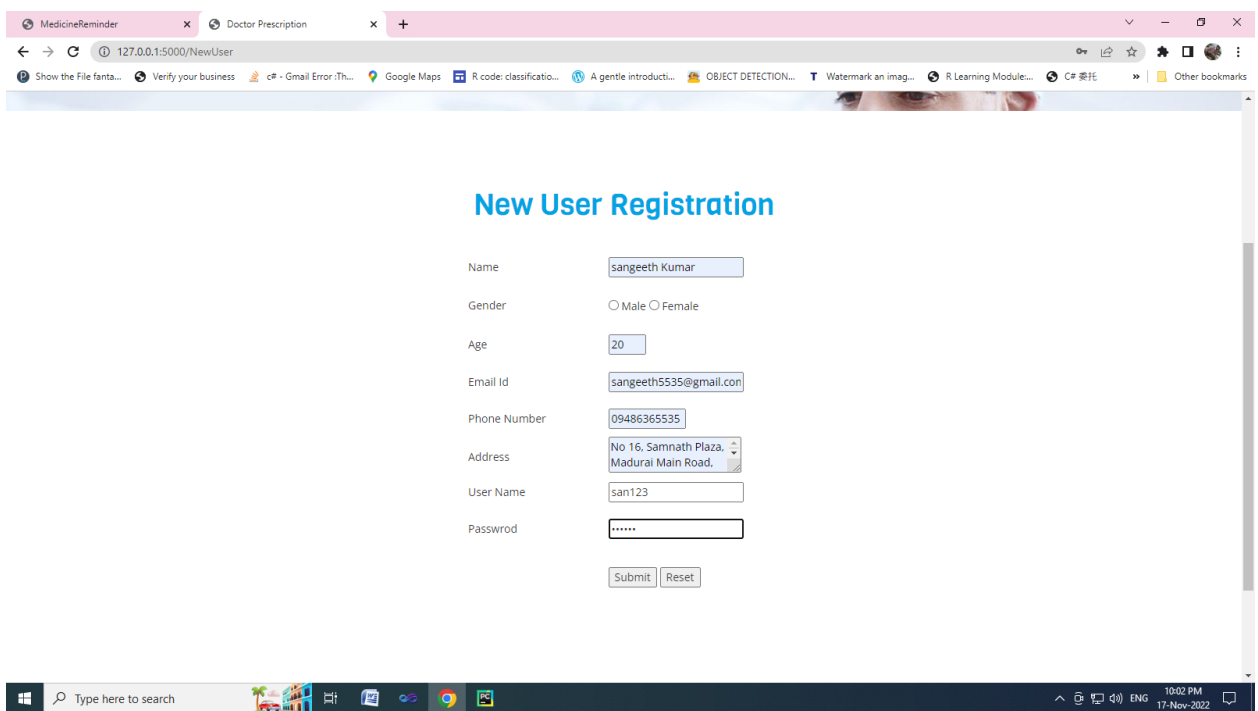 MedicineReminder Doctor Prescription
127.0.0.1:5000/NewUser
Show the File fanta... Verify your business c# - Gmail Error :Th... Google Maps R code: classificatio... A gentle introducti... OBJECT DETECTION... Watermark an imag... R Learning Module:... C# 委托 » Other bookmarks
New User Registration
Name sangeeth Kumar
Gender Male Female
Age 20
Email Id sangeeth5535@gmail.con
Phone Number 09486365535
Address No 16, Samnath Plaza,
Madurai Main Road,
User Name san123
Passwrod ······
Submit Reset
Type here to search ENG 10:02 PM
17-Nov-2022